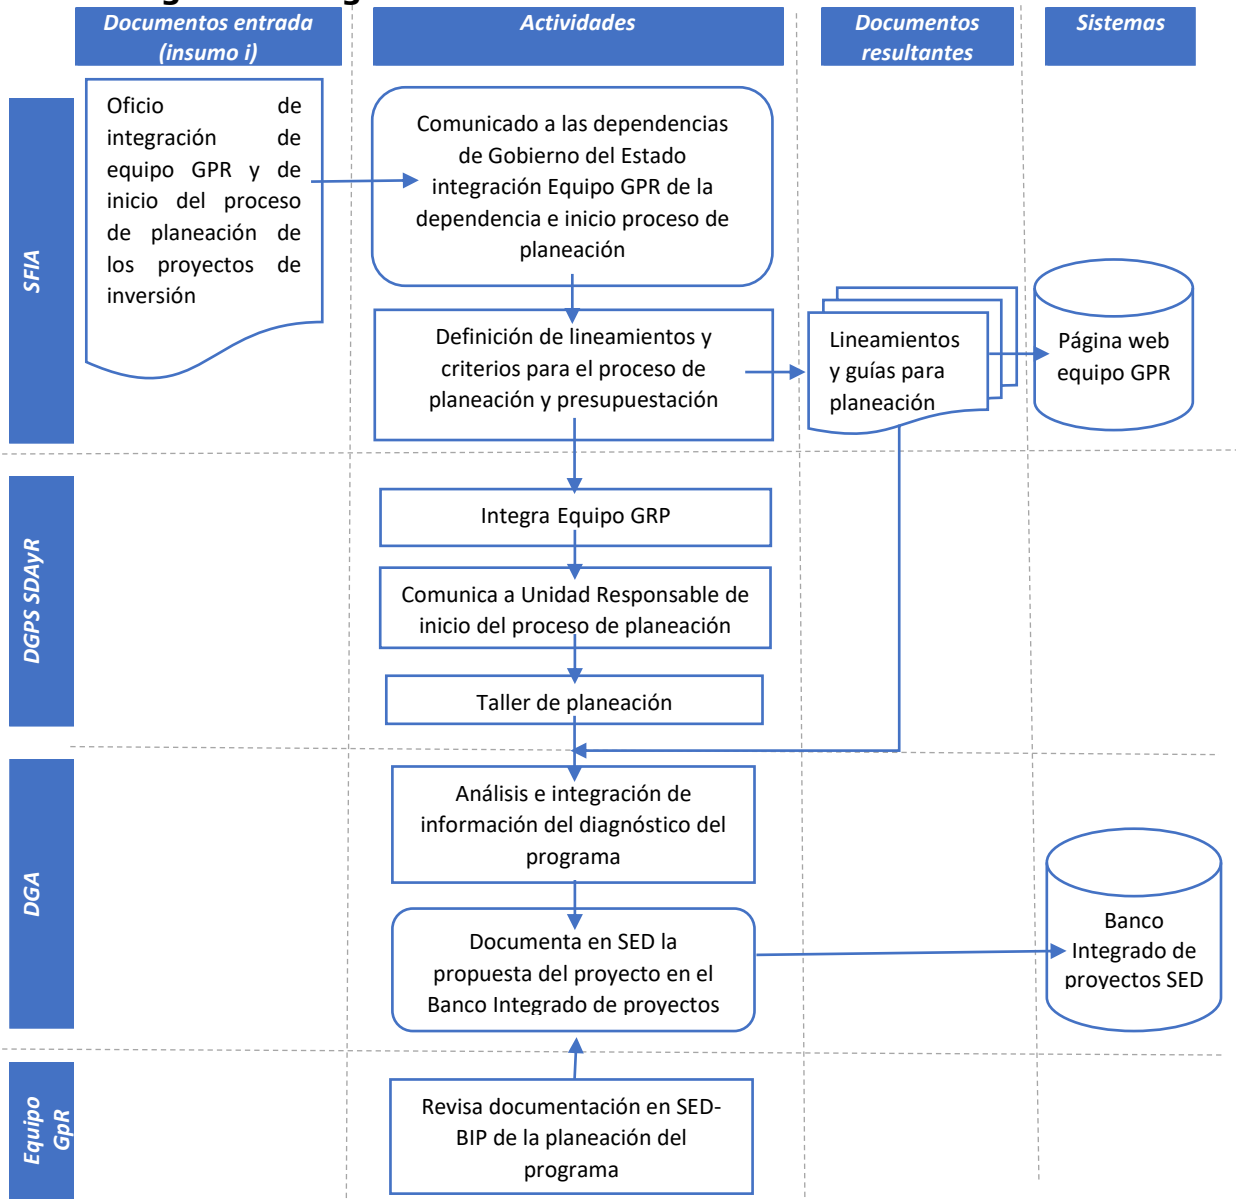 Documentos entrada
(insumo i)
Actividades
Documentos
resultantes
Sistemas
SFIA
Oficio de
integración de
equipo GPR y de
inicio del proceso
de planeación de
los proyectos de
inversión
Comunicado a las dependencias
de Gobierno del Estado
integración Equipo GPR de la
dependencia e inicio proceso de
planeación
Definición de lineamientos y
criterios para el proceso de
planeación y presupuestación
Lineamientos
y guías para
planeación
Página web
equipo GPR
DGPS SDAyR
Integra Equipo GRP
Comunica a Unidad Responsable de
inicio del proceso de planeación
Taller de planeación
DGA
Análisis e integración de
información del diagnóstico del
programa
Documenta en SED la
propuesta del proyecto en el
Banco Integrado de proyectos
Banco
Integrado de
proyectos SED
Equipo
GpR
Revisa documentación en SED-
BIP de la planeación del
programa